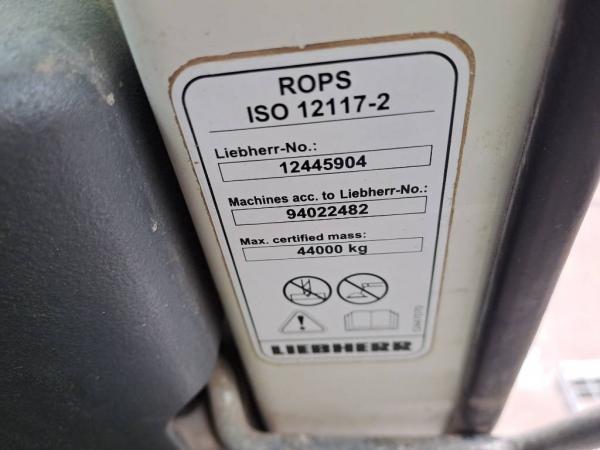 ROPS
ISO 12117-2
Liebherr-No.:
12445904
Machines acc. to Liebherr-No.:
94022482
Max. certified mass:
44000 kg
LIEBHERR